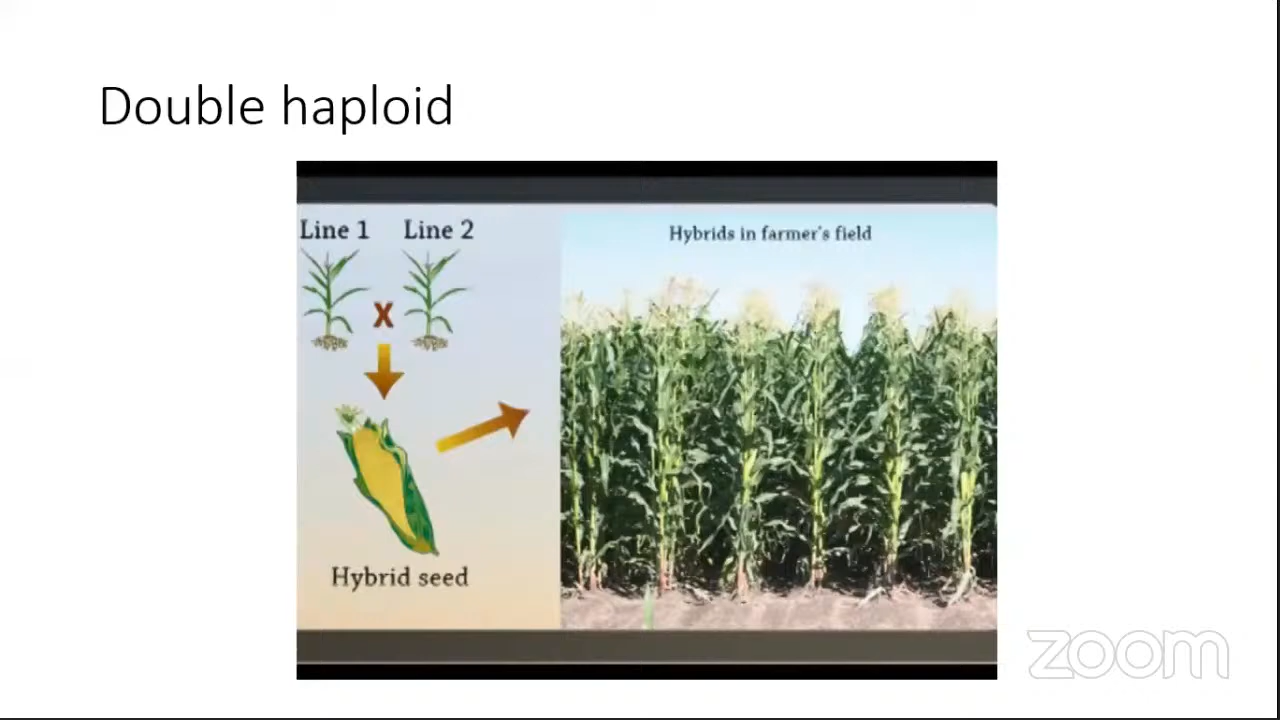 Double haploid
Line 1 Line 2
X
Hybrid seed
Hybrids in farmer's field
zoom